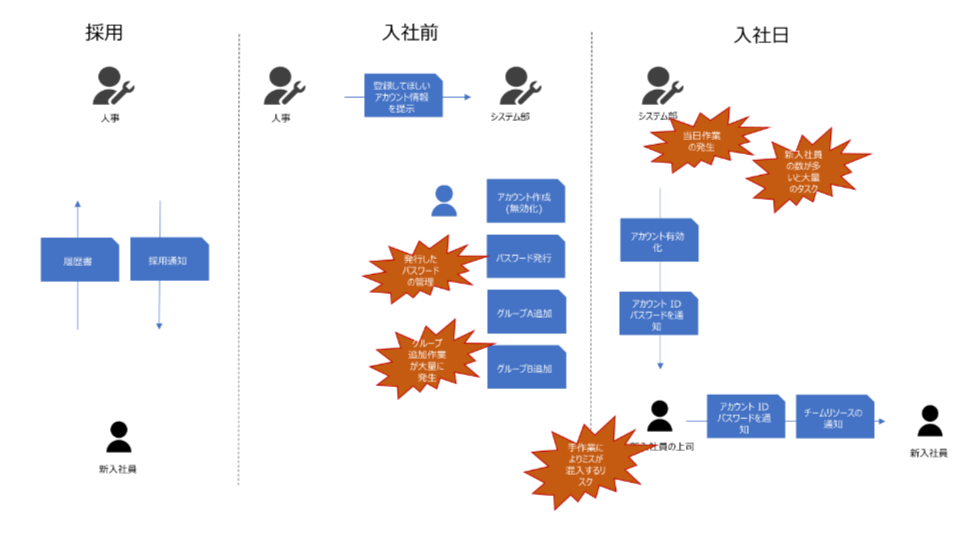 採用
人事
履歴書
採用通知
新入社員
入社前
人事
登録してほしい
アカウント情報
を提示
システム部
アカウント作成
(無効化)
発行した
パスワード
の管理
パスワード発行
グループA追加
グループ
追加作業
が大量に
発生
グループB追加
入社日
システム部
当日作業
の発生
新入社員
の数が多
いと大量
のタスク
アカウント有効
化
アカウント ID
パスワードを通
知
新入社員の上司
手作業に
よりミスが
混入するリ
スク
アカウント ID
パスワードを通
知
チームリソースの
通知
新入社員